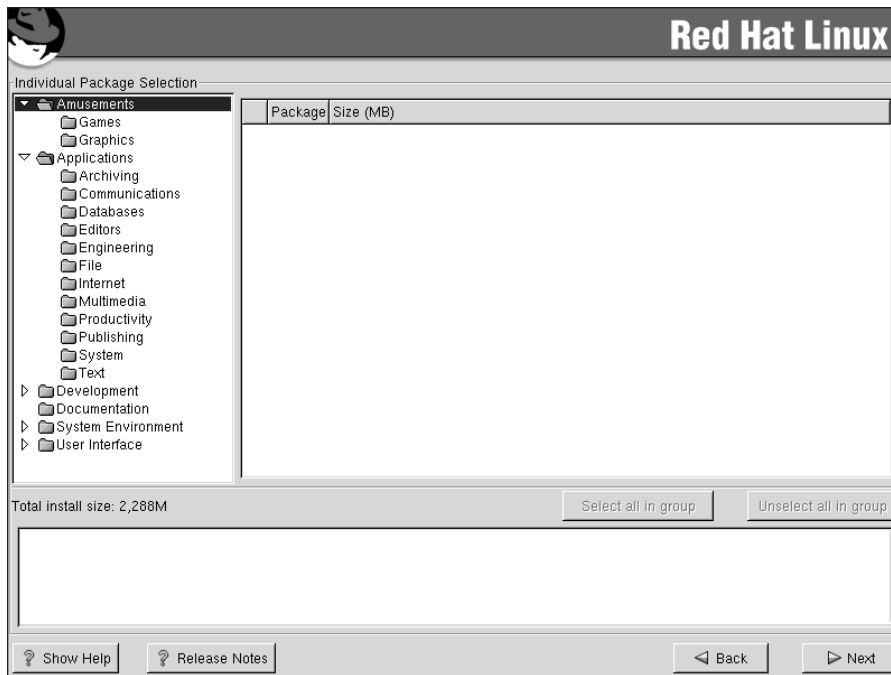 Red Hat Linux
Individual Package Selection
Amusements
Games
Graphics
Applications
Archiving
Communications
Databases
Editors
Engineering
File
Internet
Multimedia
Productivity
Publishing
System
Text
Development
Documentation
System Environment
User Interface
Package Size (MB)
Total install size: 2,288M
Select all in group
Unselect all in group
Show Help
Release Notes
Back
Next